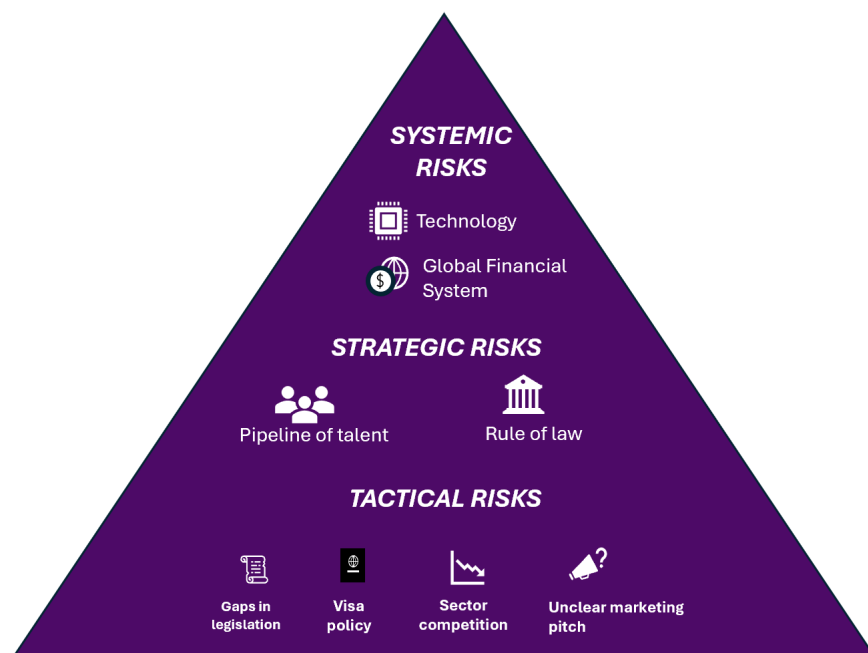 SYSTEMIC
RISKS
Technology
$
Global Financial
System
STRATEGIC RISKS
Pipeline of talent
Rule of law
TACTICAL RISKS
?
Gaps in
legislation
Visa
policy
Sector
competition
Unclear marketing
pitch